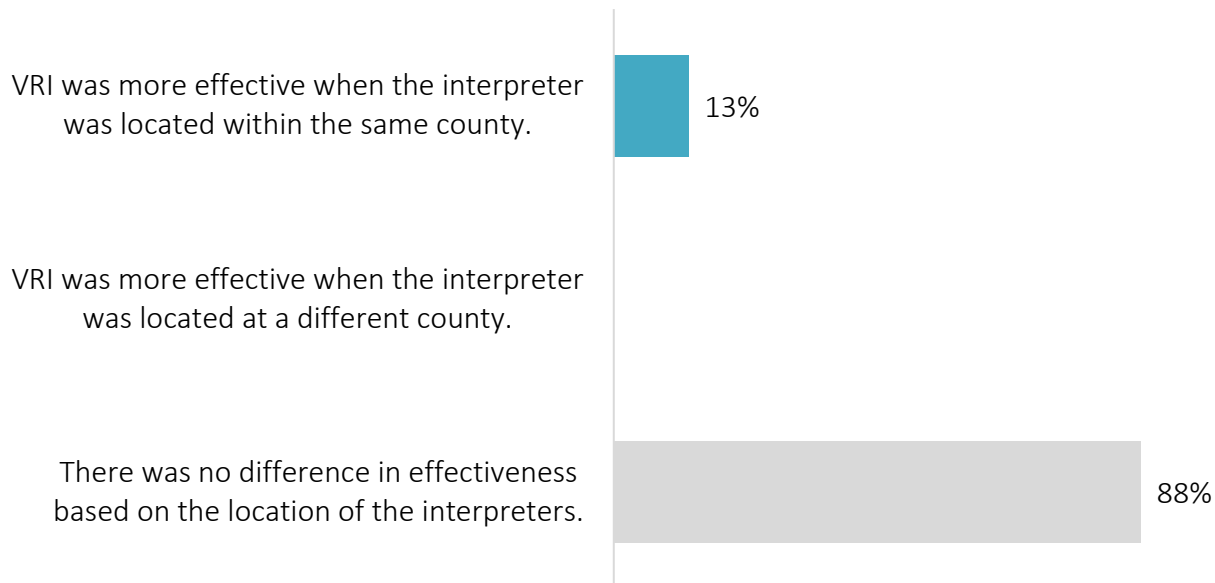 VRI was more effective when the interpreter
was located within the same county.
13%
VRI was more effective when the interpreter
was located at a different county.
There was no difference in effectiveness
based on the location of the interpreters.
88%